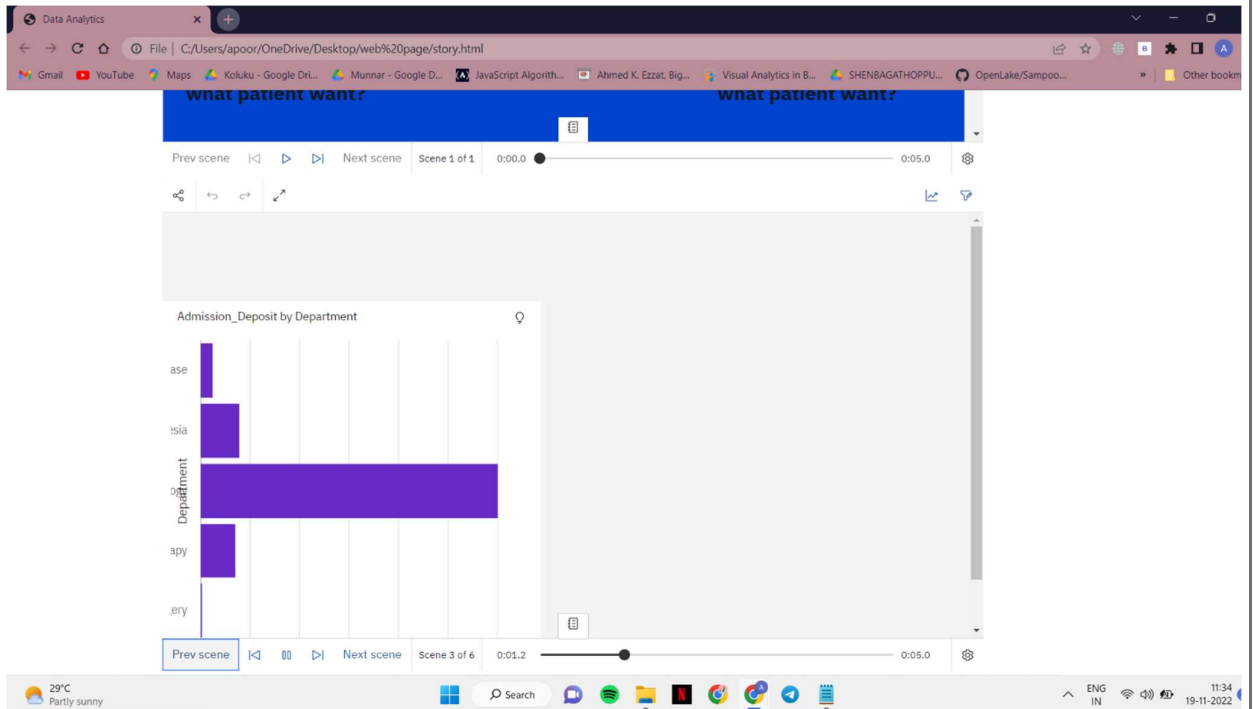 Data Analytics
File | C:/Users/apoor/OneDrive/Desktop/web%20page/story.html
Gmail YouTube Maps Koluku - Google Dri... Munnar - Google D... JavaScript Algorith... Ahmed K. Ezzat, Big... Visual Analytics in B... SHENBAGATHOPPU... OpenLake/Sampoo... » Other bookm
what patient want? what patient want?
Prev scene Next scene Scene 1 of 1 0:00.0 0:05.0
Admission_Deposit by Department
ase
esia
Department
apy
ery
Prev scene Next scene Scene 3 of 6 0:01.2 0:05.0
29°C
Partly sunny
Search
ENG
IN
11:34
19-11-2022